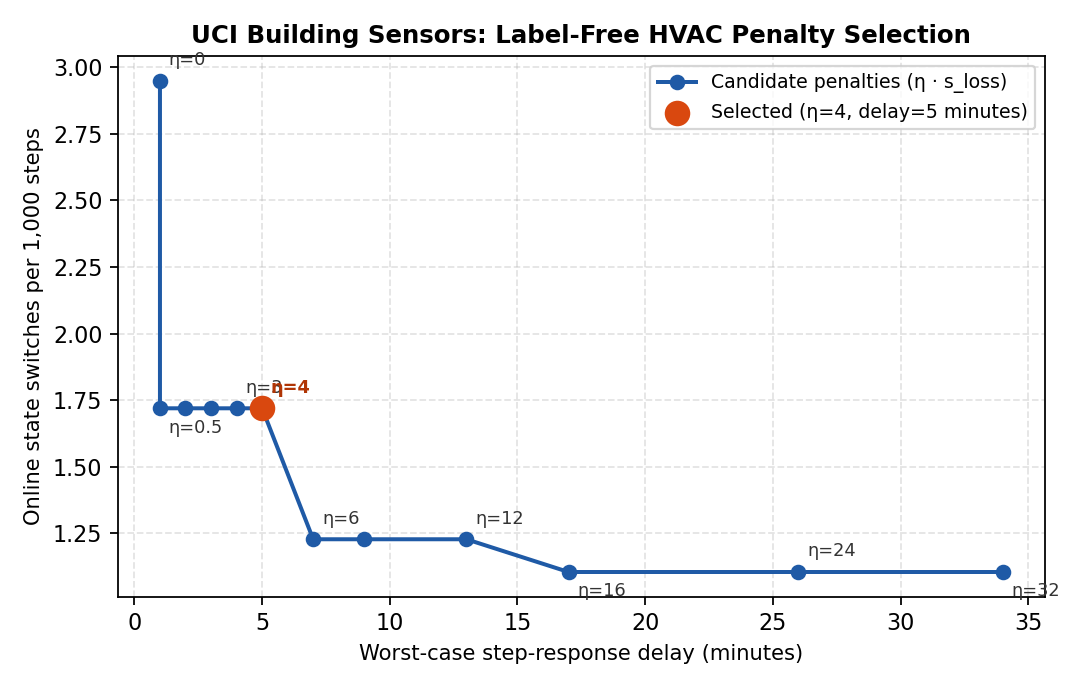 UCI Building Sensors: Label-Free HVAC Penalty Selection
Online state switches per 1,000 steps
3.00
2.75
2.50
2.25
2.00
1.75
1.50
1.25
Candidate penalties (η · s_loss)
Selected (η=4, delay=5 minutes)
η=0
η=3
η=4
η=0.5
η=6
η=12
η=24
η=16
η=32
0
5
10
15
20
25
30
35
Worst-case step-response delay (minutes)